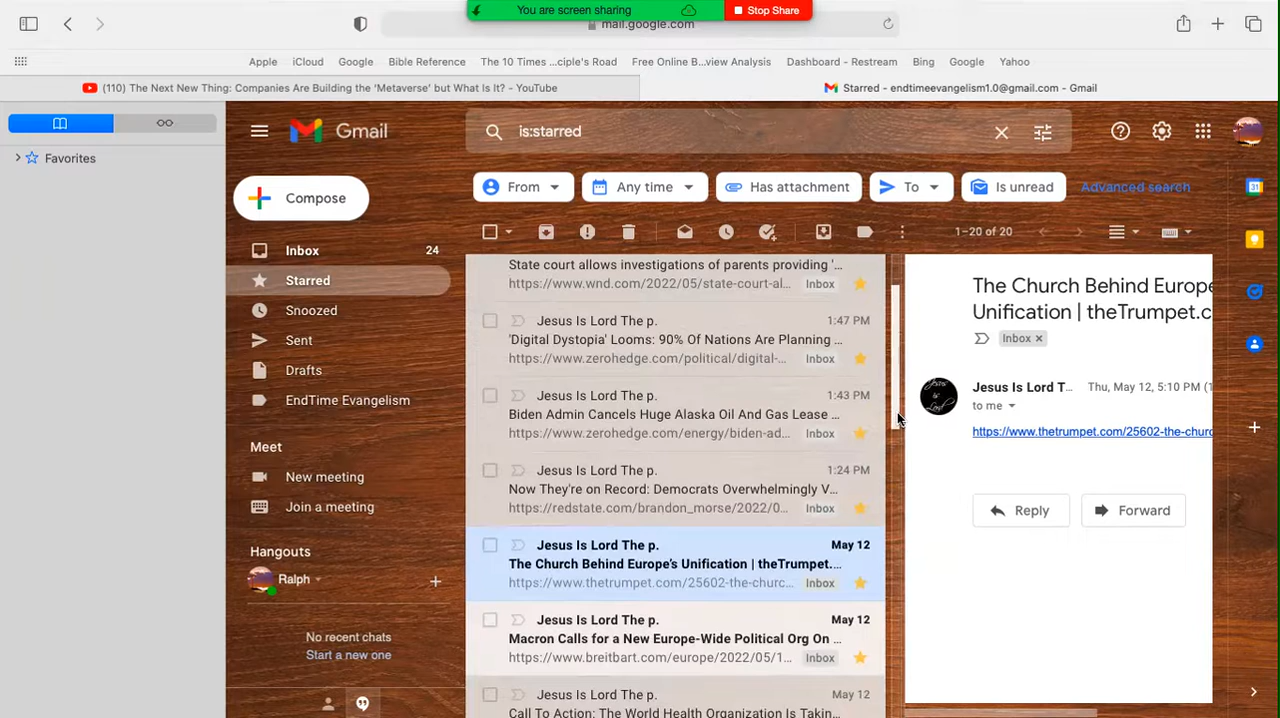 You are screen sharing
Stop Share
mail.google.com
Apple iCloud Google Bible Reference The 10 Times ...ciple's Road Free Online B...view Analysis Dashboard - Restream Bing Google Yahoo
(110) The Next New Thing: Companies Are Building the 'Metaverse' but What Is It? - YouTube
Starred - endtimeevangelism1.0@gmail.com - Gmail
Favorites
Gmail
is:starred
Compose
From
Any time
Has attachment
To
Is unread
Advanced search
1–20 of 20
Inbox 24
Starred
Snoozed
Sent
Drafts
EndTime Evangelism
Meet
New meeting
Join a meeting
Hangouts
Ralph
No recent chats
Start a new one
State court allows investigations of parents providing '...
https://www.wnd.com/2022/05/state-court-al... Inbox
Jesus Is Lord The p. 1:47 PM
'Digital Dystopia' Looms: 90% Of Nations Are Planning ...
https://www.zerohedge.com/political/digital-... Inbox
Jesus Is Lord The p. 1:43 PM
Biden Admin Cancels Huge Alaska Oil And Gas Lease ...
https://www.zerohedge.com/energy/biden-ad... Inbox
Jesus Is Lord The p. 1:24 PM
Now They're on Record: Democrats Overwhelmingly V...
https://redstate.com/brandon_morse/2022/0... Inbox
Jesus Is Lord The p. May 12
The Church Behind Europe's Unification | theTrumpet....
https://www.thetrumpet.com/25602-the-churc... Inbox
Jesus Is Lord The p. May 12
Macron Calls for a New Europe-Wide Political Org On ...
https://www.breitbart.com/europe/2022/05/1... Inbox
Jesus Is Lord The p. May 12
Call To Action: The World Health Organization Is Takin...
The Church Behind Europe
Unification | theTrumpet.c
Inbox
Jesus is Lord
Jesus Is Lord T... Thu, May 12, 5:10 PM (1
to me
https://www.thetrumpet.com/25602-the-churc
Reply
Forward